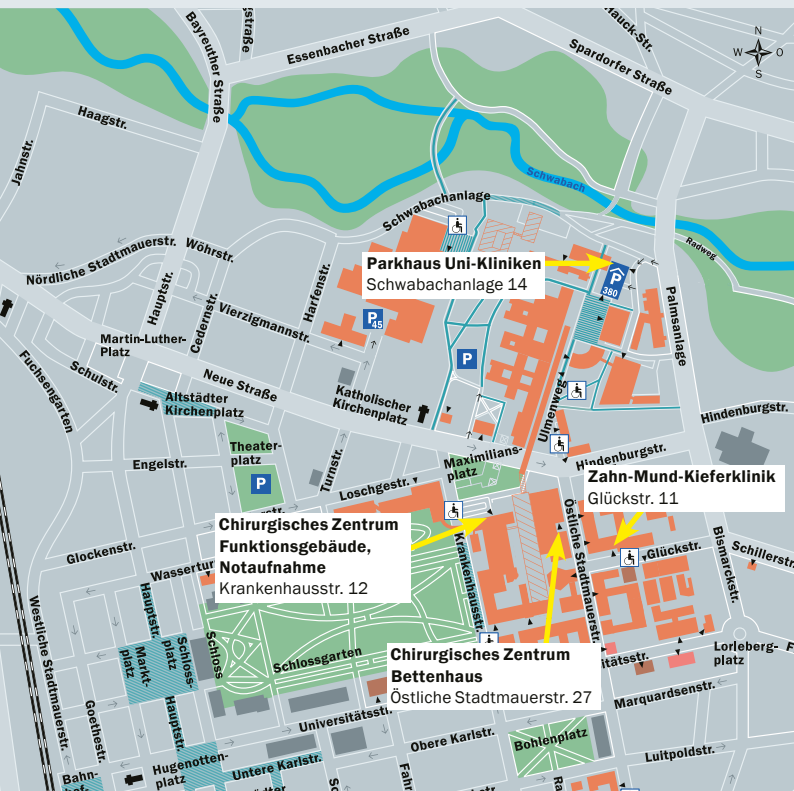 Bayreuther Straße
Essenbacher Straße
Spardorfer Straße
N
W O
S
Haagstr.
Jahnstr.
Schwabach
Schwabachanlage
Radweg
Nördliche Stadtmauerstr.
Wöhrstr.
Parkhaus Uni-Kliniken
Schwabachanlage 14
P
380
Palmsanlage
Hauptstr.
Cedernstr.
Harfenstr.
Vierzigmannstr.
P
45
P
Martin-Luther-
Platz
Fuchsengarten
Schulstr.
Neue Straße
Altstädter
Kirchenplatz
Katholischer
Kirchenplatz
Ulmenweg
Hindenburgstr.
Hindenburgstr.
Theater-
platz
P
Engelstr.
Turnstr.
Loschgestr.
Maximilians-
platz
Zahn-Mund-Kieferklinik
Glückstr. 11
Chirurgisches Zentrum
Funktionsgebäude,
Notaufnahme
Krankenhausstr. 12
Glockenstr.
Krankenhausstr.
Östliche Stadtmauerstr.
Glückstr.
Bismarckstr.
Schillerstr.
Westliche Stadtmauerstr.
Hauptstr.
Schloss-
platz
Markt-
platz
Schloss
Schlossgarten
Chirurgisches Zentrum
Bettenhaus
Östliche Stadtmauerstr. 27
Lorleberg-
platz
Goethestr.
Hauptstr.
Universitätsstr.
Marquardsenstr.
Obere Karlstr.
Bohlenplatz
Luitpoldstr.
Hugenotten-
platz
Untere Karlstr.
Bahn-